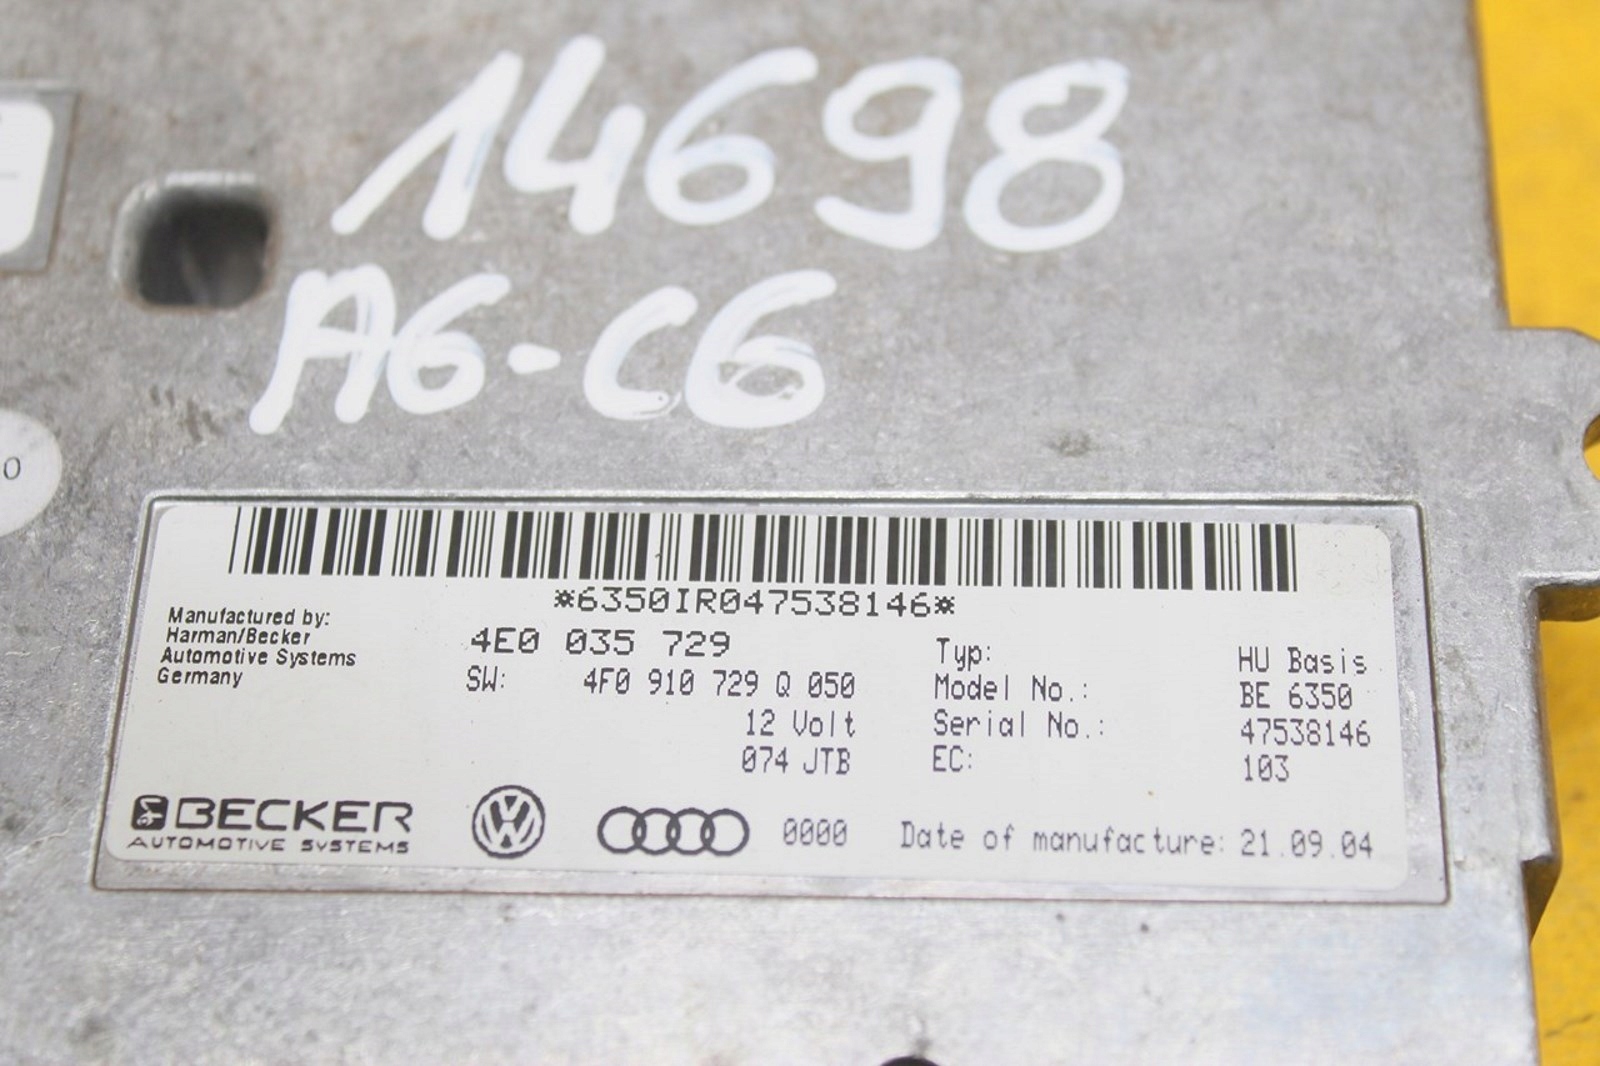 14698
A6-C6
0
*6350IR047538146*
Manufactured by:
Harman/Becker
Automotive Systems
Germany
4E0 035 729
SW: 4F0 910 729 Q 050
12 Volt
074 JTB
Typ: HU Basis
Model No.: BE 6350
Serial No.: 47538146
EC: 103
BECKER
AUTOMOTIVE SYSTEMS
VW
0000
Date of manufacture: 21.09.04